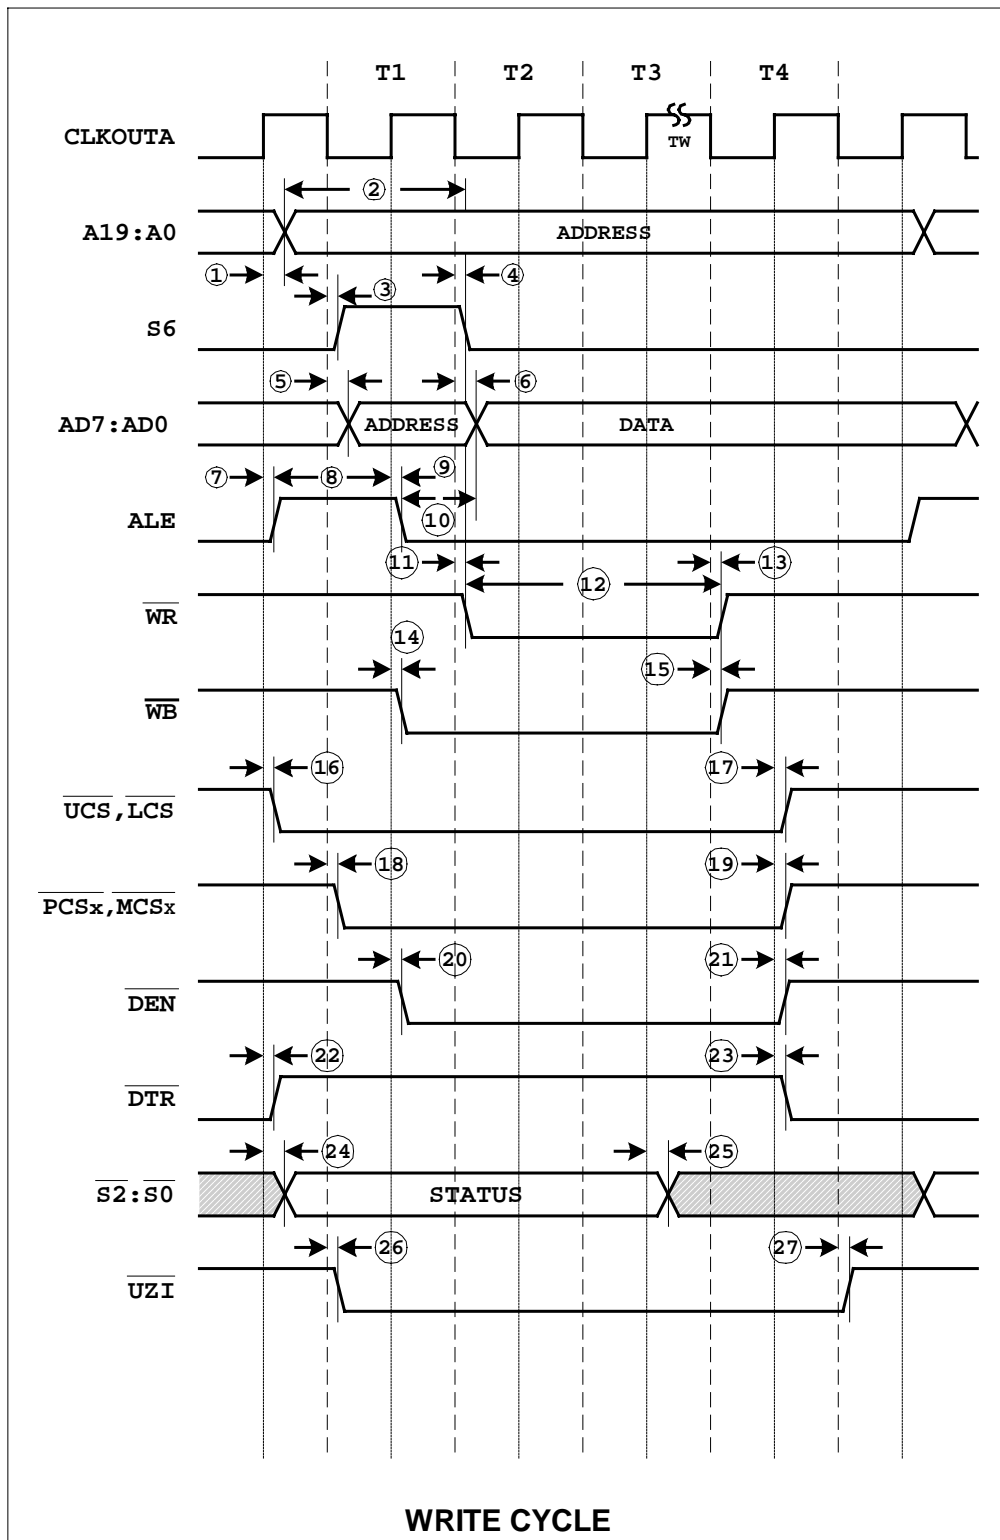 T1 T2 T3 T4
CLKOUTA
TW
2
A19:A0 ADDRESS
1 4
3
S6
5 6
AD7:AD0 ADDRESS DATA
7 8 9
ALE 10
11 12 13
WR
14
15
WB
16 17
UCS,LCS
18 19
PCSx,MCSx
20 21
DEN
22 23
DTR
24 25
S2:S0 STATUS
26 27
UZI
WRITE CYCLE